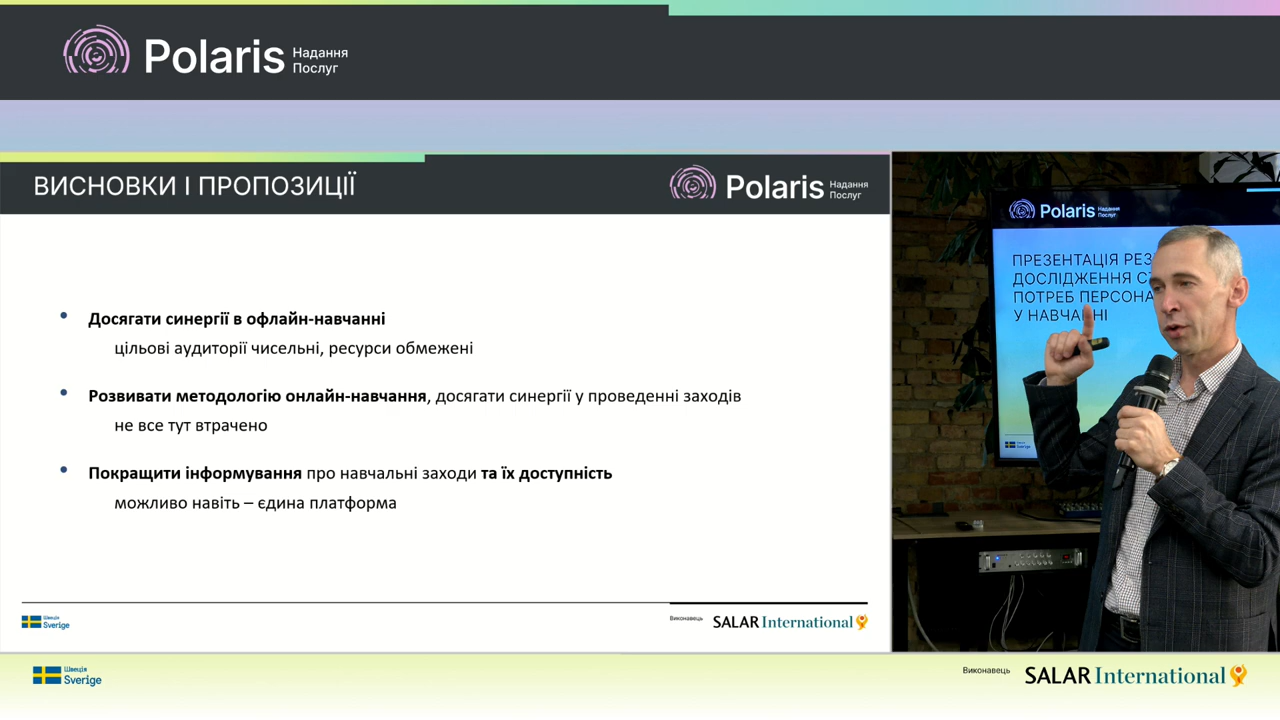 Polaris Надання
Послуг
ВИСНОВКИ І ПРОПОЗИЦІЇ
Polaris Надання
Послуг
• Досягати синергії в офлайн-навчанні
цільові аудиторії чисельні, ресурси обмежені
• Розвивати методологію онлайн-навчання, досягати синергії у проведенні заходів
не все тут втрачено
• Покращити інформування про навчальні заходи та їх доступність
можливо навіть – єдина платформа
Швеція
Sverige
Виконавець SALAR International
Polaris Надання
Послуг
ПРЕЗЕНТАЦІЯ РЕЗ
ДОСЛІДЖЕННЯ С
ПОТРЕБ ПЕРСОНА
У НАВЧАННІ
Швеція
Sverige
Виконавець SALAR International